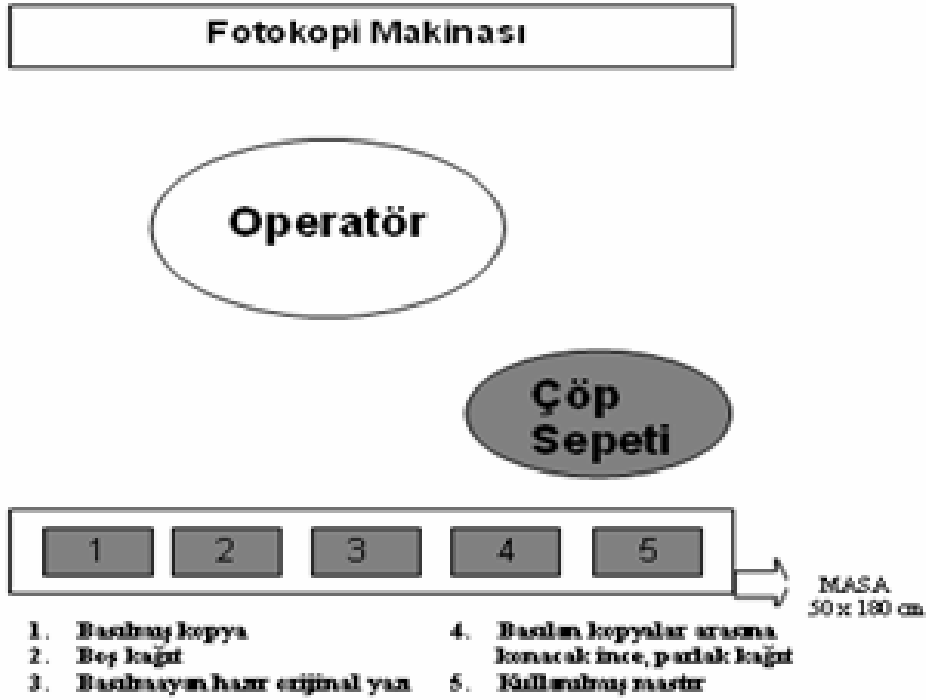 Fotokopi Makinası
Operatör
Çöp
Sepeti
1 2 3 4 5
MASA
50 x 180 cm
1. Basılmış kopya
2. Boş kağıt
3. hazır orijinal yazı
4. Basılan kopyalar arasına
konacak ince, parlak kağıt
5. Kullanılmış master